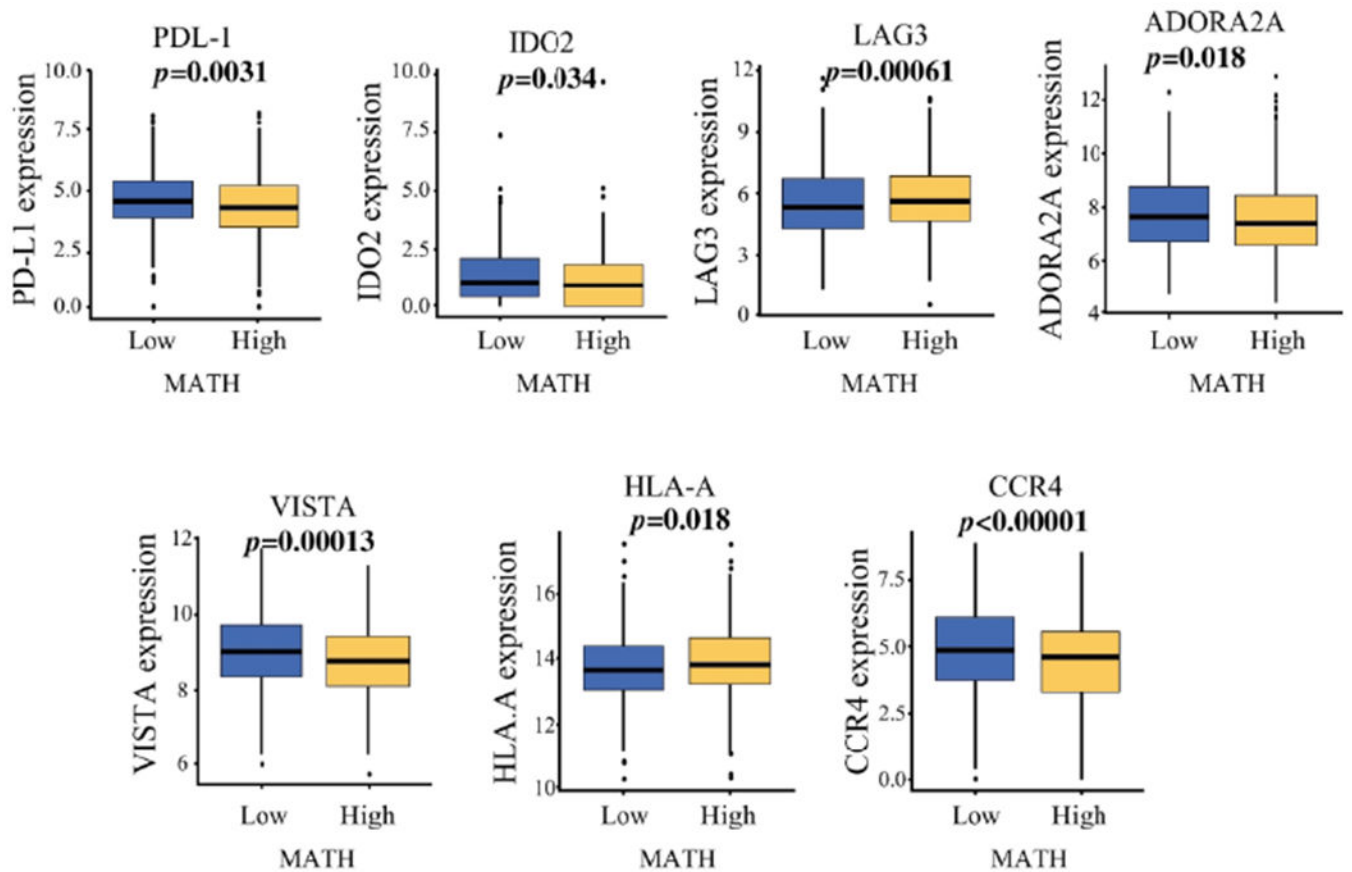 PDL-1
p=0.0031
PD-L1 expression
10.0
7.5
5.0
2.5
0.0
Low High
MATH
IDO2
p=0.034
IDO2 expression
10.0
7.5
5.0
2.5
0.0
Low High
MATH
LAG3
p=0.00061
LAG3 expression
12
9
6
3
0
Low High
MATH
ADORA2A
p=0.018
ADORA2A expression
12
10
8
6
4
Low High
MATH
VISTA
p=0.00013
VISTA expression
12
10
8
6
Low High
MATH
HLA-A
p=0.018
HLA.A expression
16
14
12
10
Low High
MATH
CCR4
p<0.00001
CCR4 expression
7.5
5.0
2.5
0.0
Low High
MATH